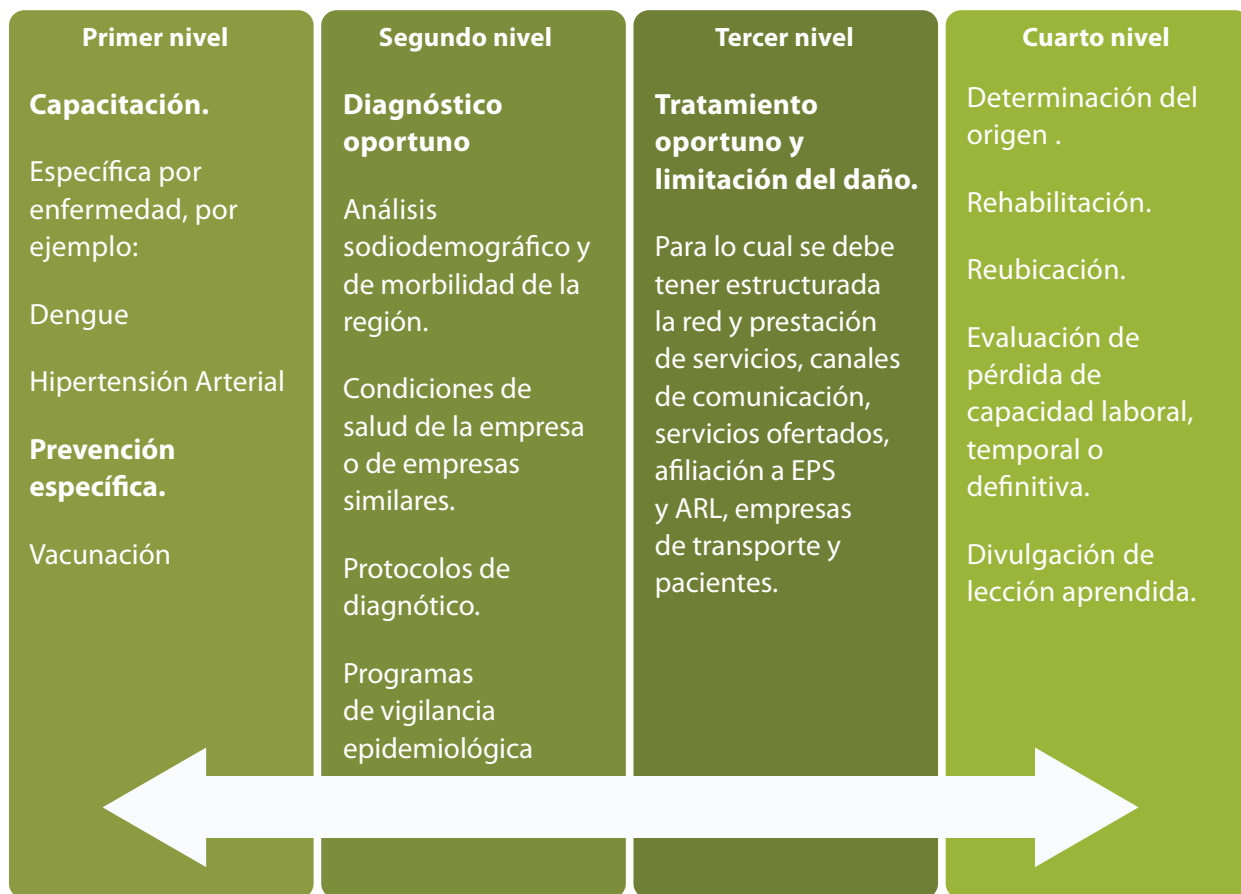 Primer nivel
Capacitación.
Específica por
enfermedad, por
ejemplo:
Dengue
Hipertensión Arterial
Prevención
específica.
Vacunación
Segundo nivel
Diagnóstico
oportuno
Análisis
sodiodemográfico y
de morbilidad de la
región.
Condiciones de
salud de la empresa
o de empresas
similares.
Protocolos de
diagnótico.
Programas
de vigilancia
epidemiológica
Tercer nivel
Tratamiento
oportuno y
limitación del daño.
Para lo cual se debe
tener estructurada
la red y prestación
de servicios, canales
de comunicación,
servicios ofertados,
afiliación a EPS
y ARL, empresas
de transporte y
pacientes.
Cuarto nivel
Determinación del
origen .
Rehabilitación.
Reubicación.
Evaluación de
pérdida de
capacidad laboral,
temporal o
definitiva.
Divulgación de
lección aprendida.